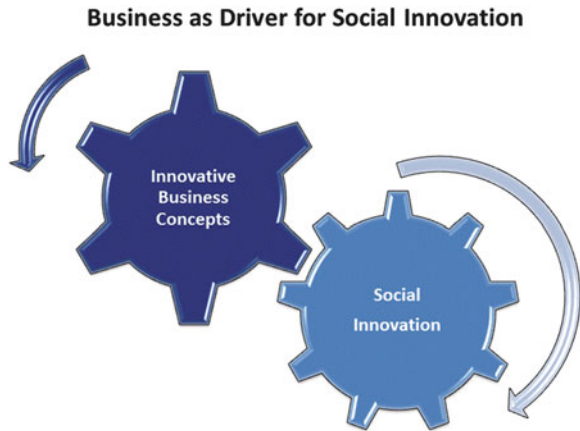 Business as Driver for Social Innovation
Innovative
Business
Concepts
Social
Innovation